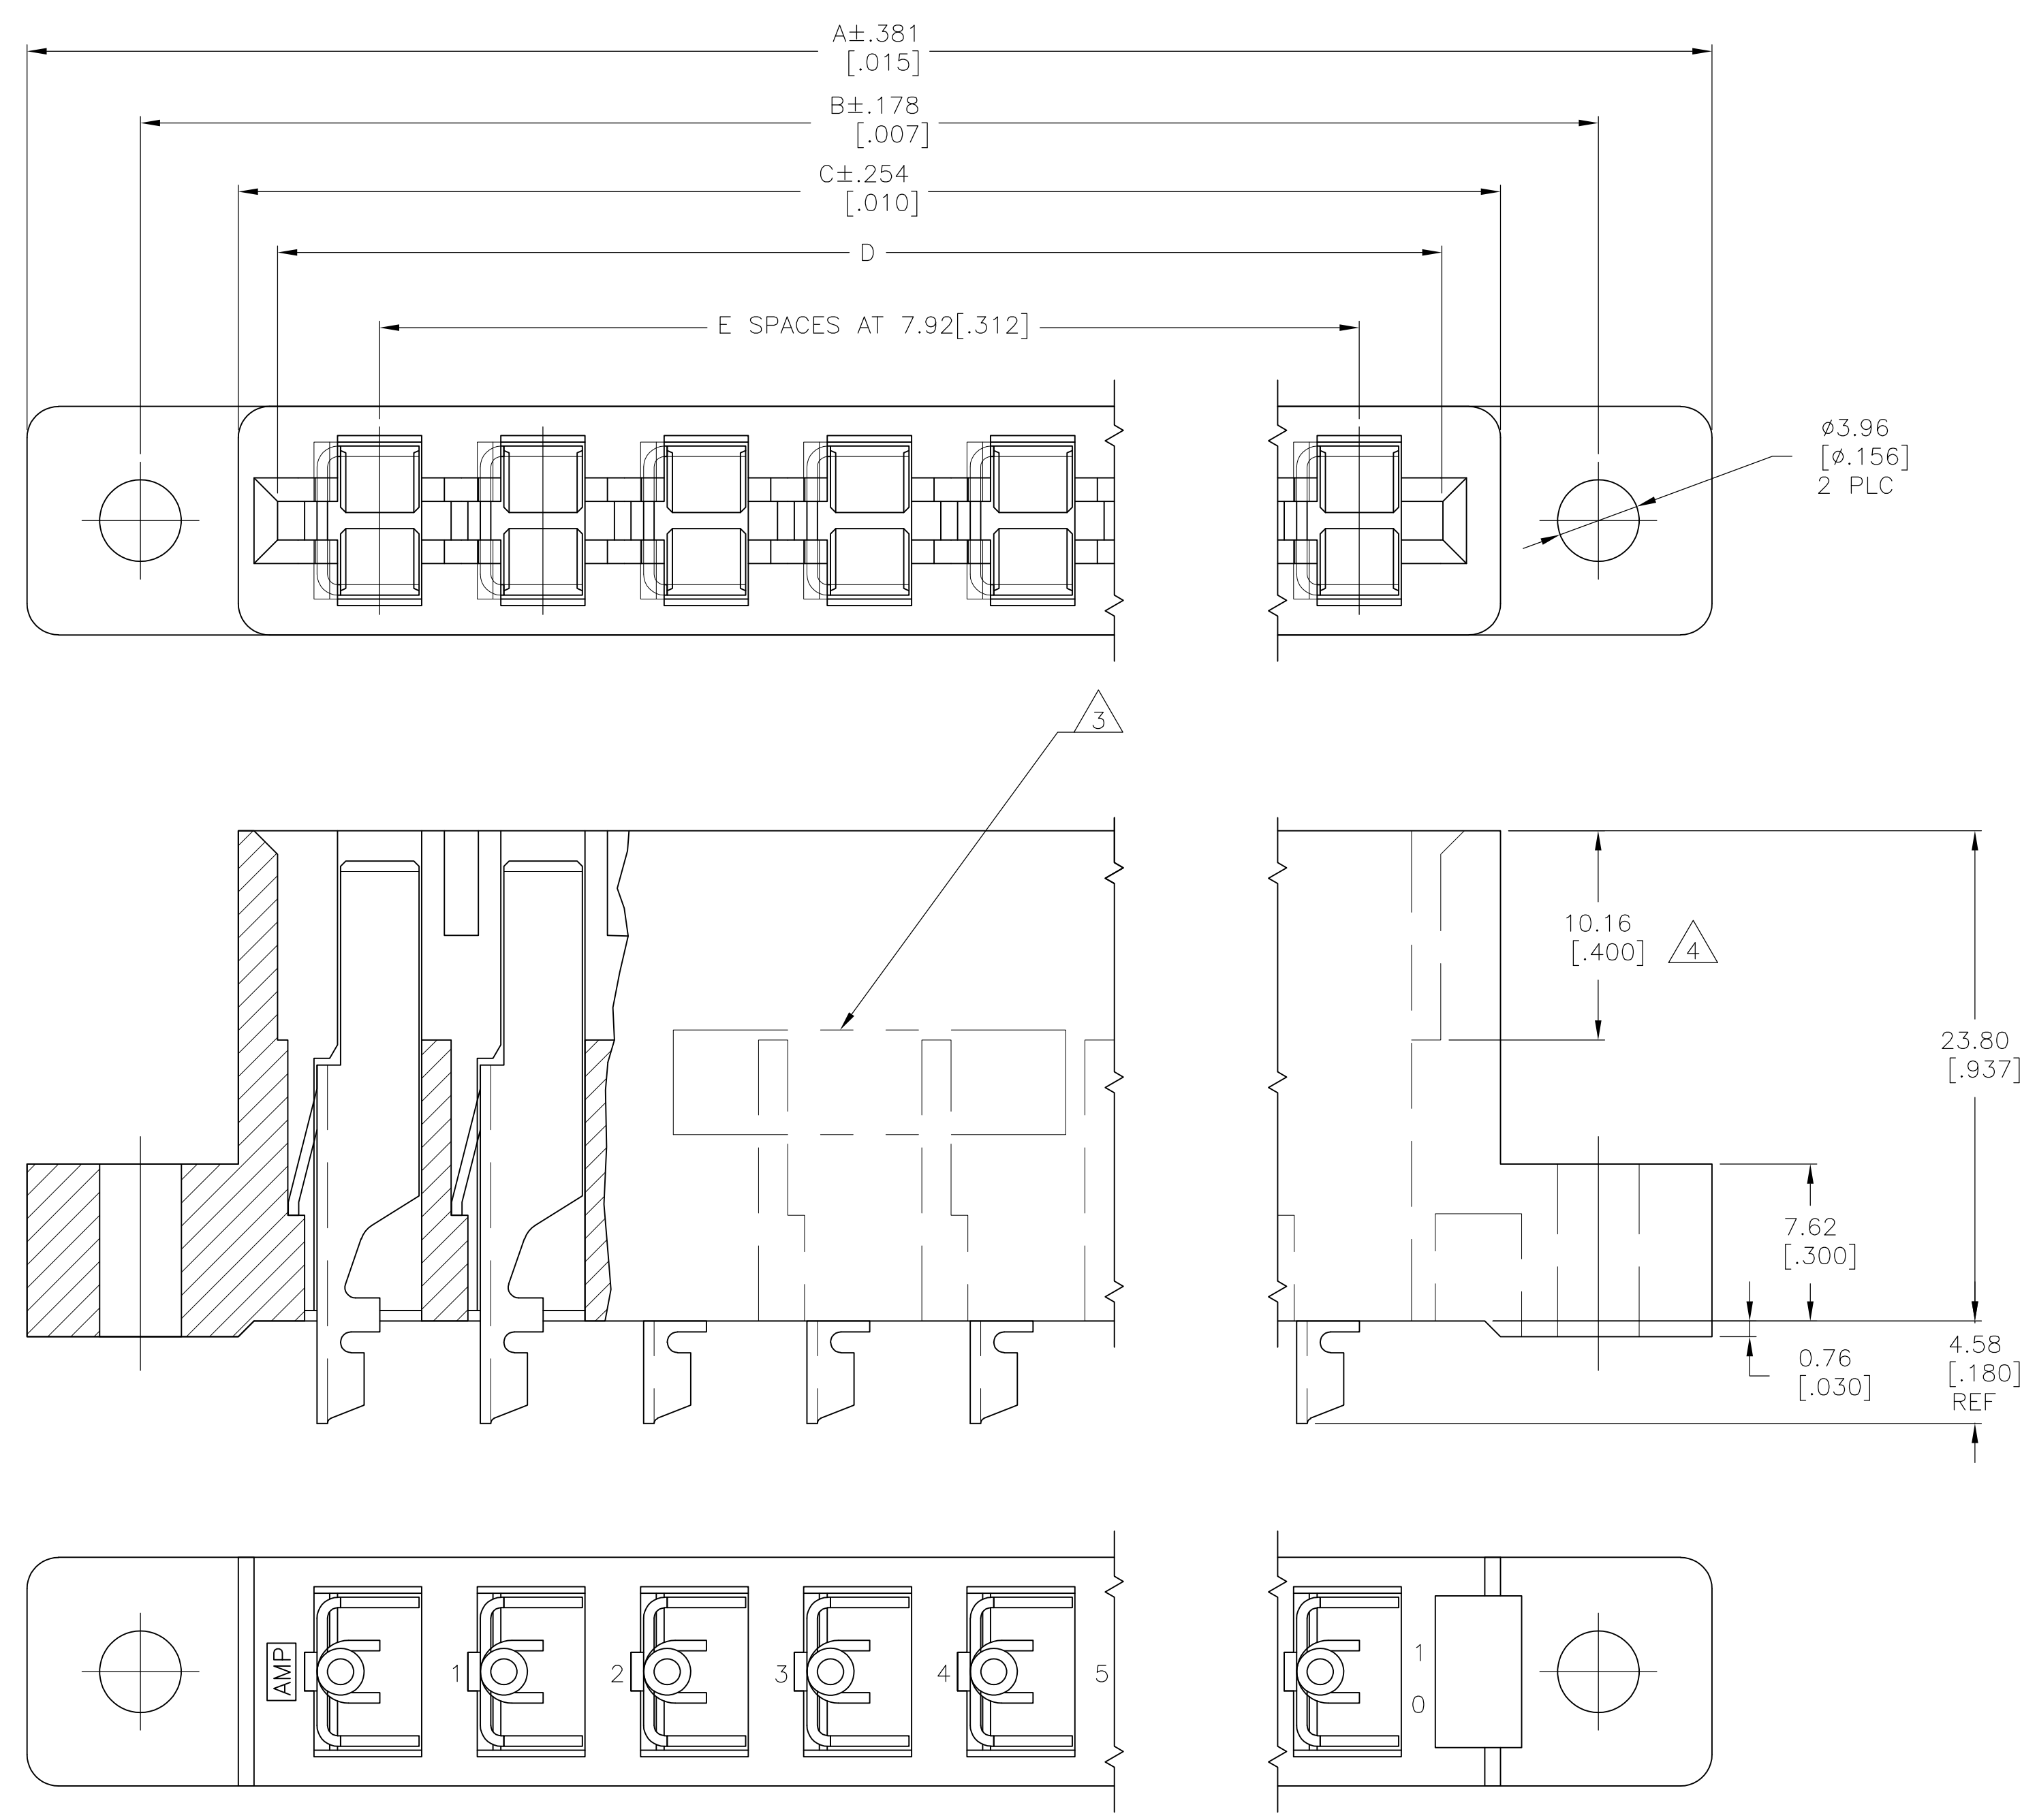 A±.381
[.015]
B±.178
[.007]
C±.254
[.010]
D
E SPACES AT 7.92[.312]
ø3.96
[ø.156]
2 PLC
3
10.16
[.400]
4
23.80
[.937]
7.62
[.300]
0.76
[.030]
4.58
[.180]
REF
AMP
1
2
3
4
5
1
0